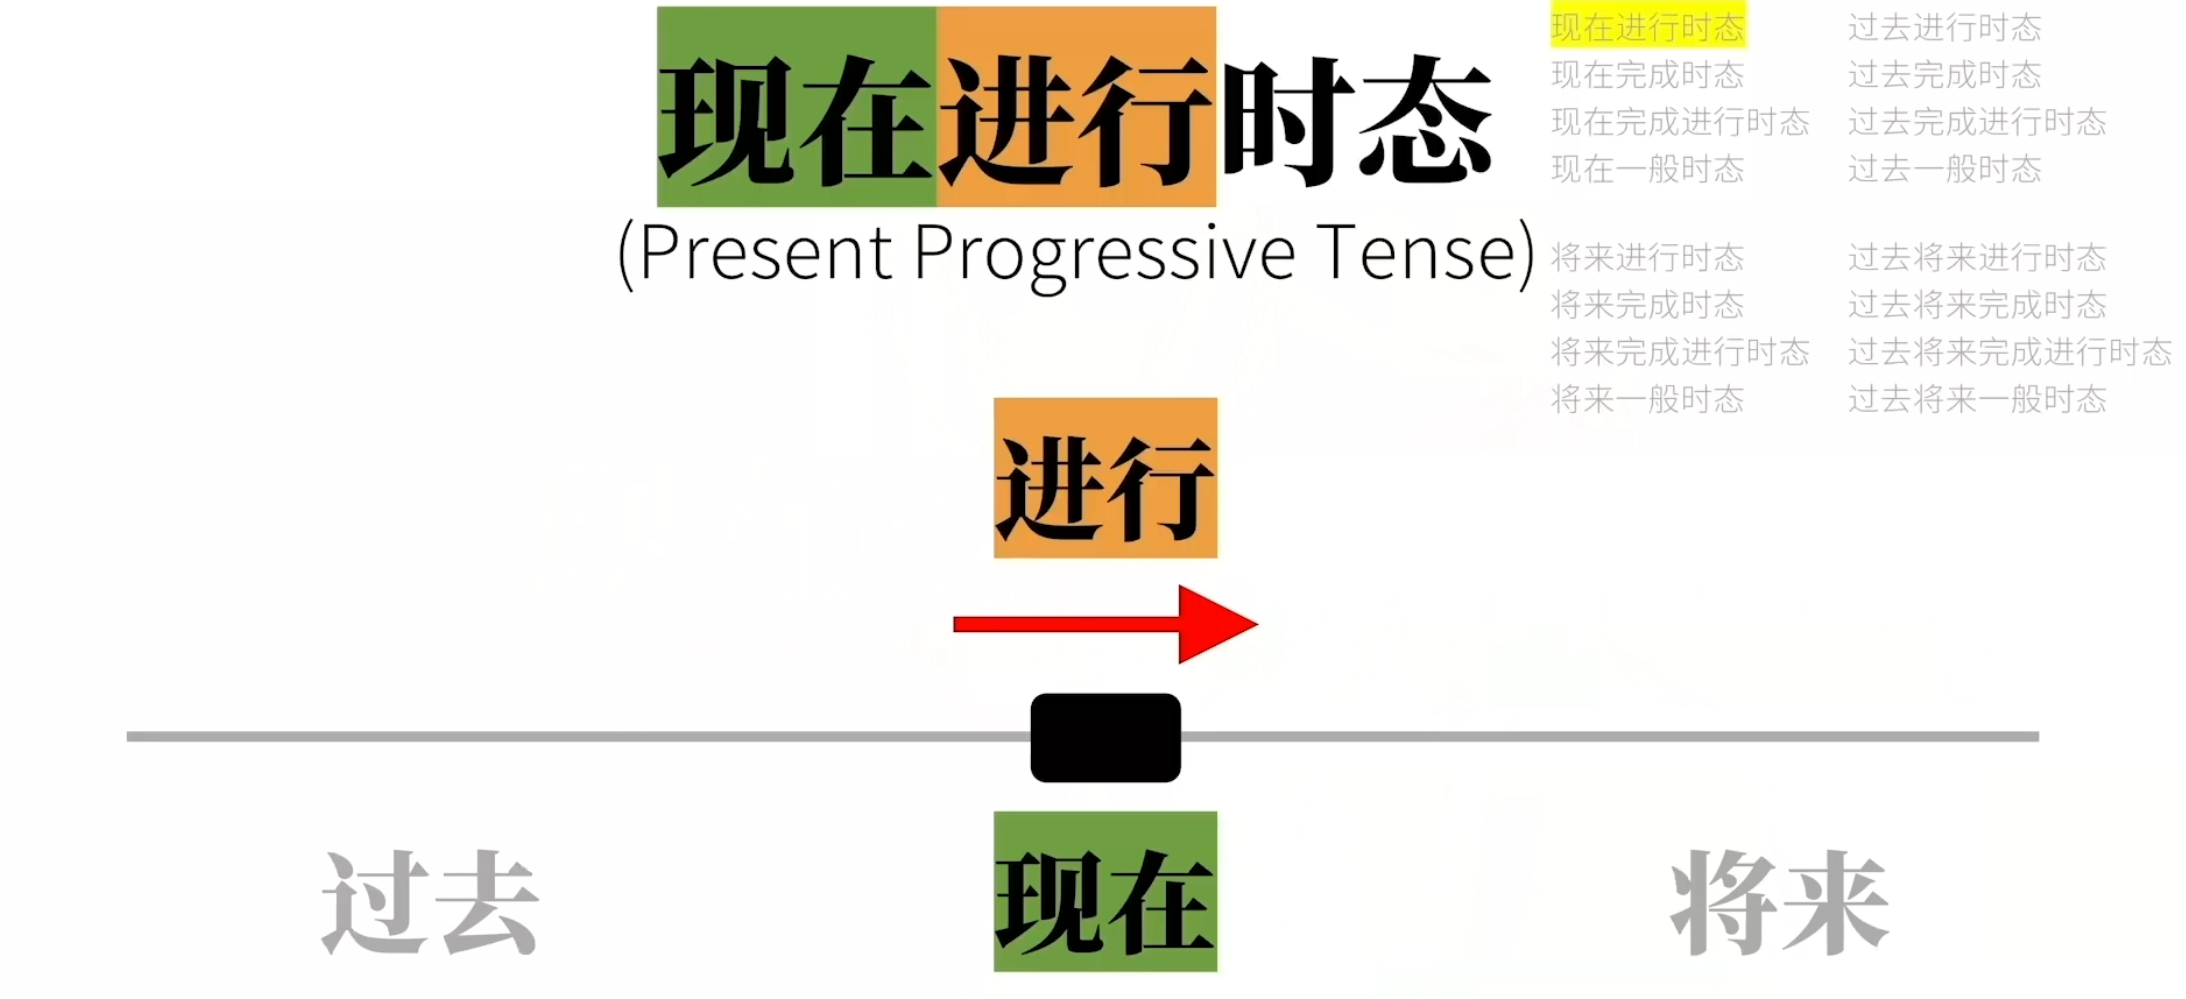 现在进行时态
(Present Progressive Tense)
现在进行时态 过去进行时态
现在完成时态 过去完成时态
现在完成进行时态 过去完成进行时态
现在一般时态 过去一般时态
将来进行时态 过去将来进行时态
将来完成时态 过去将来完成时态
将来完成进行时态 过去将来完成进行时态
将来一般时态 过去将来一般时态
进行
过去 现在 将来